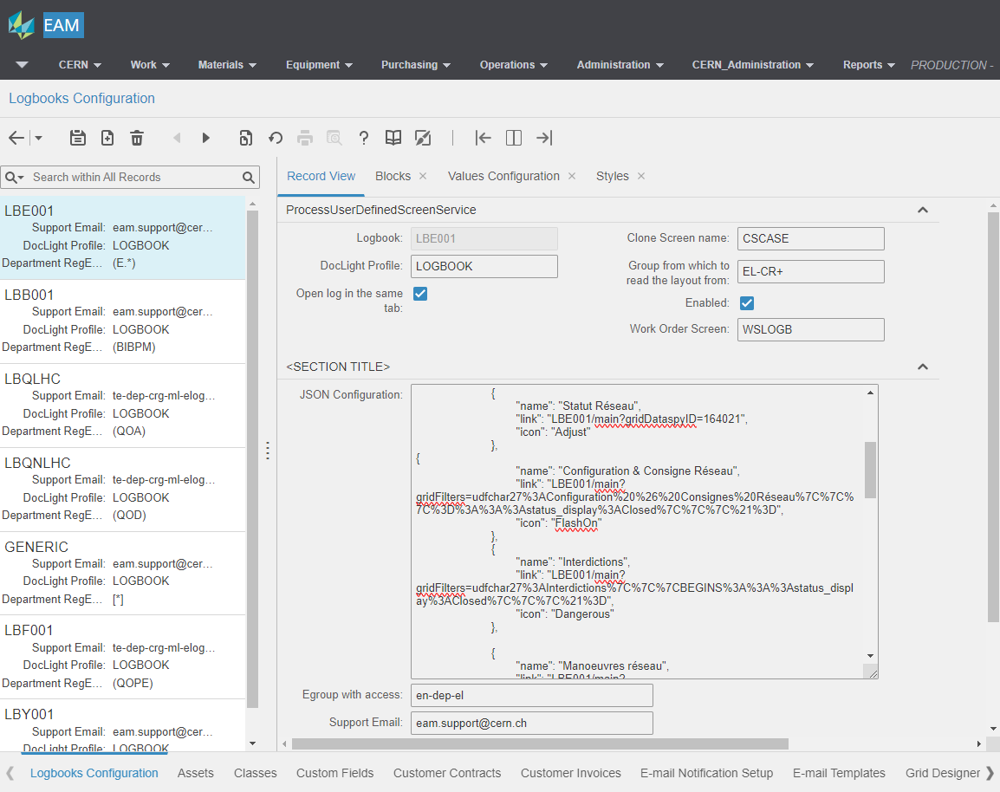 EAM
CERN Work Materials Equipment Purchasing Operations Administration CERN_Administration Reports PRODUCTION -
Logbooks Configuration
Search within All Records
LBE001
Support Email: eam.support@cer...
DocLight Profile: LOGBOOK
Department RegE... (E.*)
LBB001
Support Email: eam.support@cer...
DocLight Profile: LOGBOOK
Department RegE... (BIBPM)
LBQLHC
Support Email: te-dep-crg-ml-elog...
DocLight Profile: LOGBOOK
Department RegE... (QOA)
LBQNLHC
Support Email: te-dep-crg-ml-elog...
DocLight Profile: LOGBOOK
Department RegE... (QOD)
GENERIC
Support Email: eam.support@cer...
DocLight Profile: LOGBOOK
Department RegE... [*]
LBF001
Support Email: te-dep-crg-ml-elog...
DocLight Profile: LOGBOOK
Department RegE... (QOPE)
LBY001
Support Email: eam.support@cer...
DocLight Profile: LOGBOOK
Record View Blocks Values Configuration Styles
ProcessUserDefinedScreenService
Logbook: LBE001
DocLight Profile: LOGBOOK
Open log in the same
tab:
Clone Screen name: CSCASE
Group from which to
read the layout from: EL-CR+
Enabled:
Work Order Screen: WSLOGB
<SECTION TITLE>
JSON Configuration:
{
"name": "Statut Réseau",
"link": "LBE001/main?gridDataspyID=164021",
"icon": "Adjust"
},
{
"name": "Configuration & Consigne Réseau",
"link": "LBE001/main?
gridFilters=udfchar27%3AConfiguration%20%26%20Consignes%20Réseau%7C%7C%
7C%3D%3A%3A%3Astatus_display%3AClosed%7C%7C%7C%21%3D",
"icon": "FlashOn"
},
{
"name": "Interdictions",
"link": "LBE001/main?
gridFilters=udfchar27%3AInterdictions%7C%7C%7CBEGINS%3A%3A%3Astatus_displ
ay%3AClosed%7C%7C%7C%21%3D",
"icon": "Dangerous"
},
{
"name": "Manoeuvres réseau",
"link": "LBE001/main?
Egroup with access: en-dep-el
Support Email: eam.support@cern.ch
Logbooks Configuration Assets Classes Custom Fields Customer Contracts Customer Invoices E-mail Notification Setup E-mail Templates Grid Designer